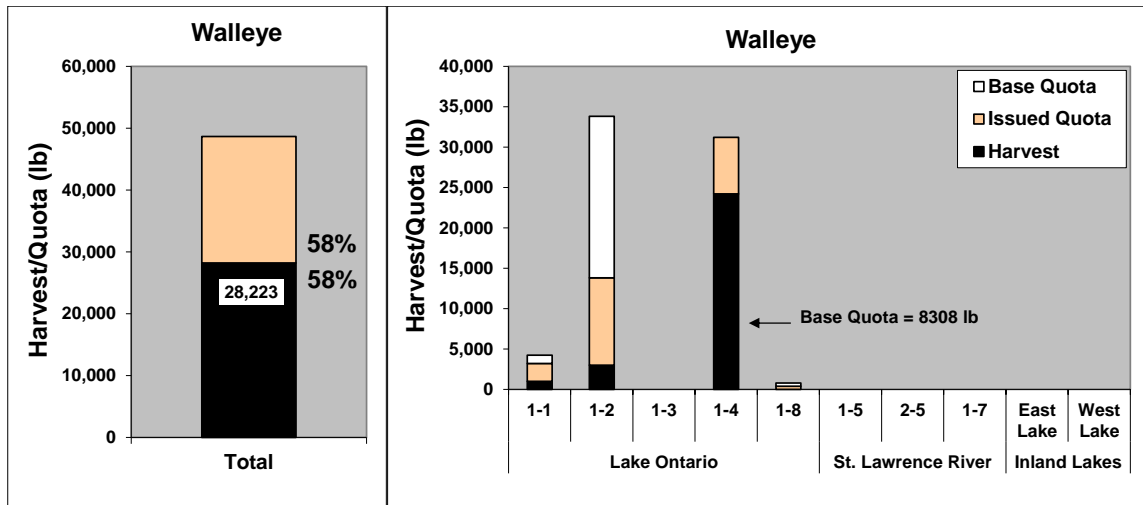 Walleye
60,000
50,000
40,000
30,000
20,000
10,000
0
Harvest/Quota (lb)
58%
58%
28,223
Total
Walleye
40,000
35,000
30,000
25,000
20,000
15,000
10,000
5,000
0
Harvest/Quota (lb)
Base Quota
Issued Quota
Harvest
Base Quota = 8308 lb
1-1 1-2 1-3 1-4 1-8 1-5 2-5 1-7 East Lake West Lake
Lake Ontario St. Lawrence River Inland Lakes